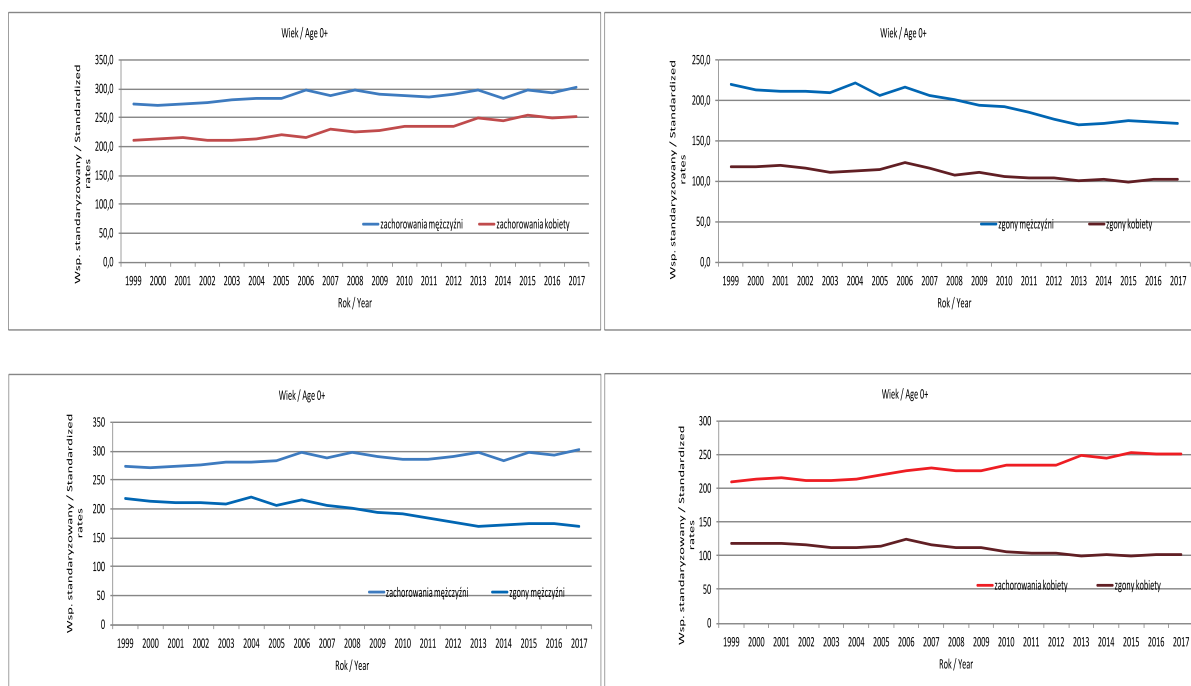 Wiek / Age 0+
Wsp. standaryzowany / Standardized
rates
350,0
300,0
250,0
200,0
150,0
100,0
50,0
0,0
zachorowania mężczyźni zachorowania kobiety
1999 2000 2001 2002 2003 2004 2005 2006 2007 2008 2009 2010 2011 2012 2013 2014 2015 2016 2017
Rok / Year
Wiek / Age 0+
Wsp. standaryzowany / Standardized
rates
250,0
200,0
150,0
100,0
50,0
0,0
zgony mężczyźni zgony kobiety
1999 2000 2001 2002 2003 2004 2005 2006 2007 2008 2009 2010 2011 2012 2013 2014 2015 2016 2017
Rok / Year
Wiek / Age 0+
Wsp. standaryzowany / Standardized
rates
350
300
250
200
150
100
50
0
zachorowania mężczyźni zgony mężczyźni
1999 2000 2001 2002 2003 2004 2005 2006 2007 2008 2009 2010 2011 2012 2013 2014 2015 2016 2017
Rok / Year
Wiek / Age 0+
Wsp. standaryzowany / Standardized
rates
300
250
200
150
100
50
0
zachorowania kobiety zgony kobiety
1999 2000 2001 2002 2003 2004 2005 2006 2007 2008 2009 2010 2011 2012 2013 2014 2015 2016 2017
Rok / Year